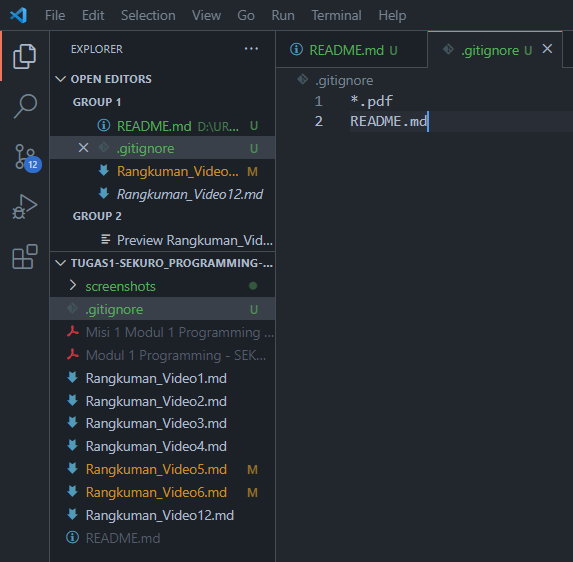 File Edit Selection View Go Run Terminal Help
EXPLORER ...
OPEN EDITORS
GROUP 1
README.md D:\UR... U
.gitignore U
Rangkuman_Video... M
Rangkuman_Video12.md
GROUP 2
Preview Rangkuman_Vid...
TUGAS1-SEKURO_PROGRAMMING-...
screenshots
.gitignore U
Misi 1 Modul 1 Programming ...
Modul 1 Programming - SEK...
Rangkuman_Video1.md
Rangkuman_Video2.md
Rangkuman_Video3.md
Rangkuman_Video4.md
Rangkuman_Video5.md M
Rangkuman_Video6.md M
Rangkuman_Video12.md
README.md
12
README.md U .gitignore U
.gitignore
1 *.pdf
2 README.md